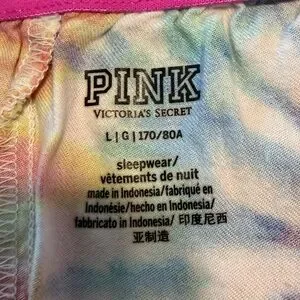 PINK
VICTORIA'S SECRET
L | G | 170/80A
sleepwear/
vêtements de nuit
made in Indonesia/fabriqué en
Indonésie/hecho en Indonesia/
fabbricato in Indonesia/ 印度尼西
亚制造